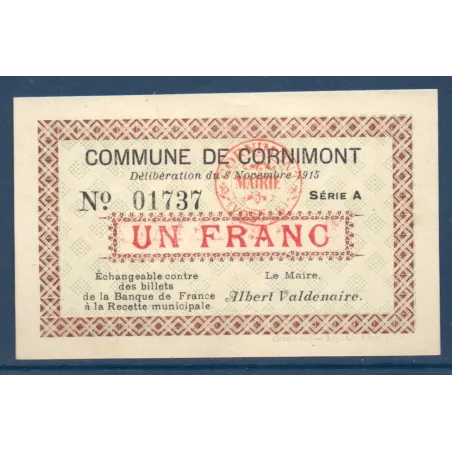 COMMUNE DE CORNIMONT
Délibération du 8 Novembre 1915
MAIRIE
Nº 01737 SÉRIE A
UN FRANC
Échangeable contre
des billets
de la Banque de France
à la Recette municipale
Le Maire,
Albert Valdenaire.